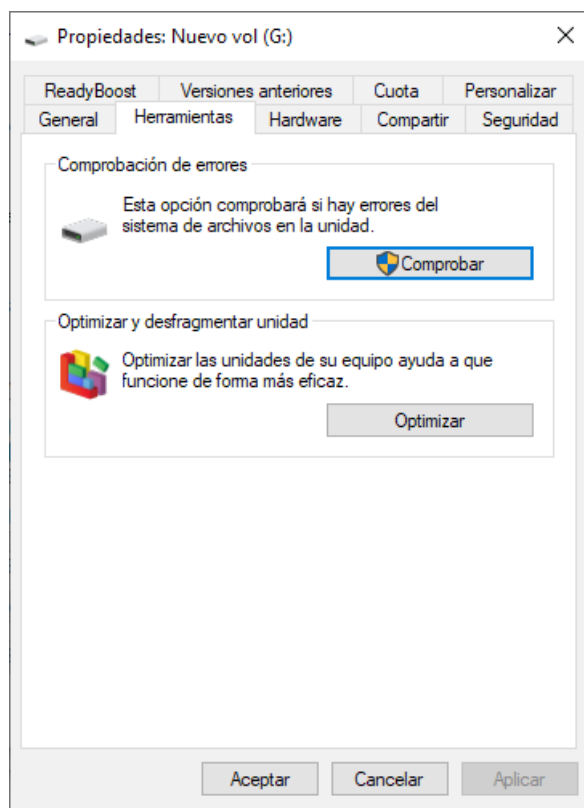 Propiedades: Nuevo vol (G:)
ReadyBoost Versiones anteriores Cuota Personalizar
General Herramientas Hardware Compartir Seguridad
Comprobación de errores
Esta opción comprobará si hay errores del
sistema de archivos en la unidad.
Comprobar
Optimizar y desfragmentar unidad
Optimizar las unidades de su equipo ayuda a que
funcione de forma más eficaz.
Optimizar
Aceptar Cancelar Aplicar